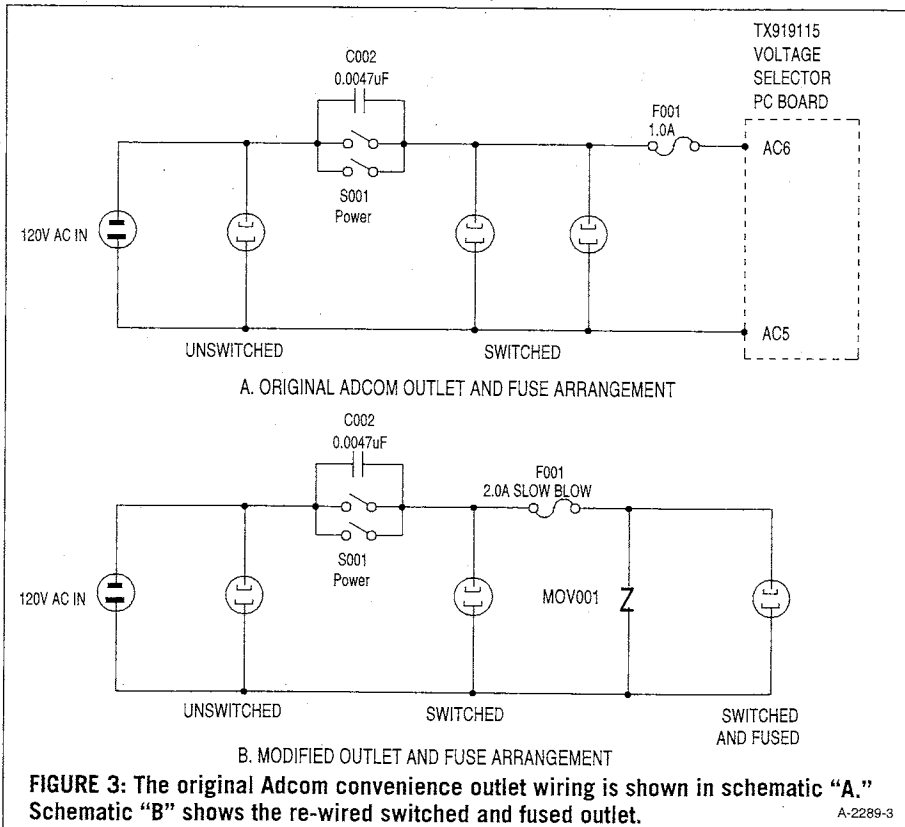 TX919115
VOLTAGE
SELECTOR
PC BOARD
C002
0.0047uF
F001
1.0A
AC6
S001
Power
120V AC IN
AC5
UNSWITCHED
SWITCHED
A. ORIGINAL ADCOM OUTLET AND FUSE ARRANGEMENT
C002
0.0047uF
F001
2.0A SLOW BLOW
S001
Power
120V AC IN
MOV001
Z
UNSWITCHED
SWITCHED
SWITCHED
AND FUSED
B. MODIFIED OUTLET AND FUSE ARRANGEMENT
FIGURE 3: The original Adcom convenience outlet wiring is shown in schematic “A.”
Schematic “B” shows the re-wired switched and fused outlet.
A-2289-3